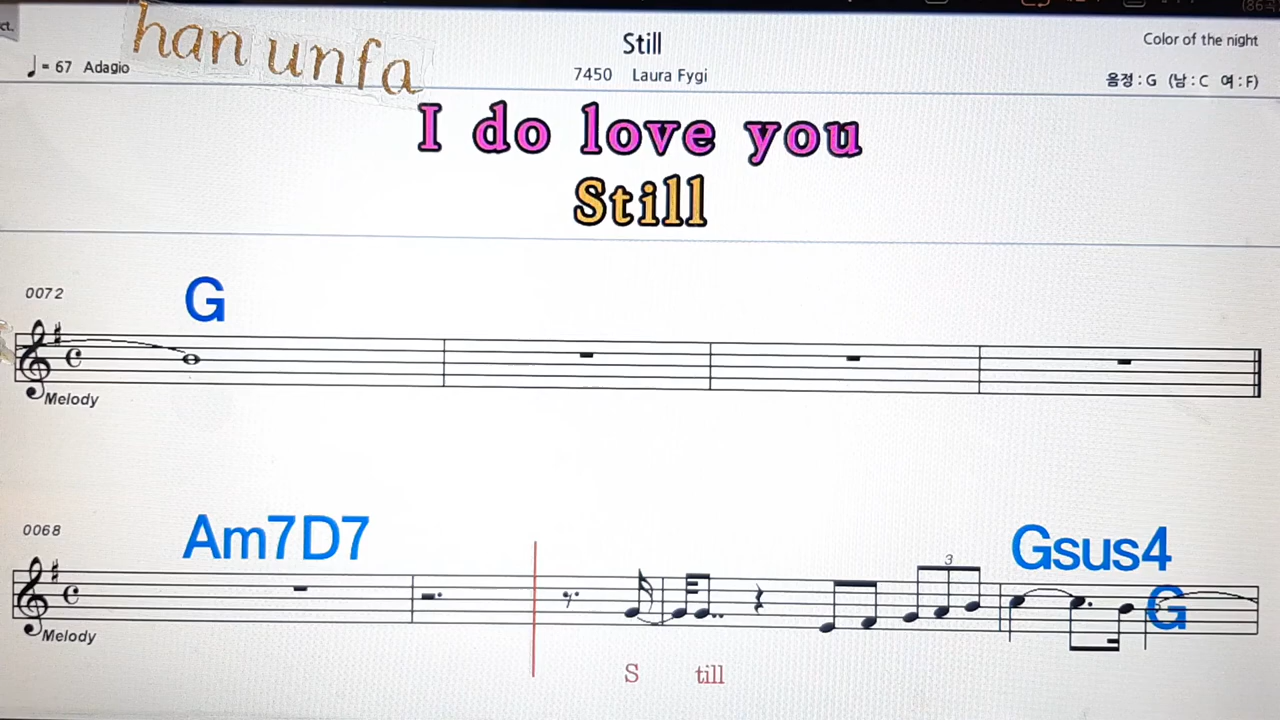 han unfa
Still
Color of the night
♩= 67 Adagio
7450 Laura Fygi
음정 : G (남 : C 여 : F)
I do love you
Still
0072
G
Melody
0068
Am7D7
Gsus4
3
G
Melody
S till